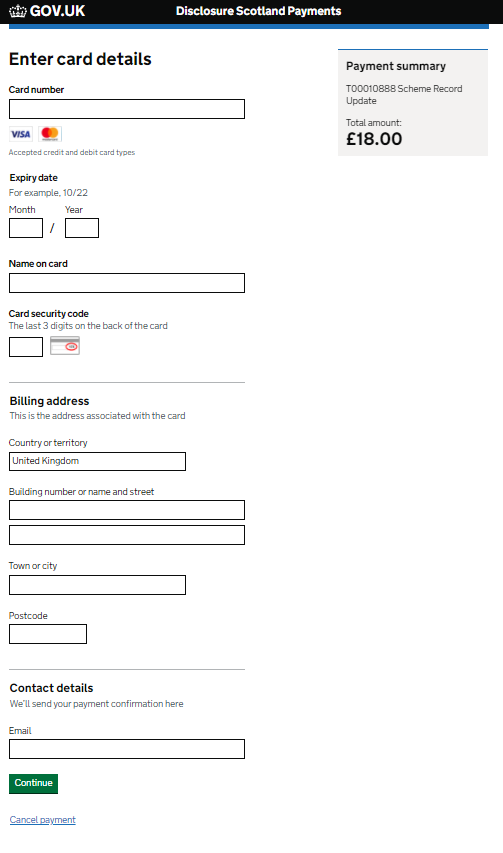 GOV.UK
Disclosure Scotland Payments
Enter card details
Card number
VISA
Accepted credit and debit card types
Expiry date
For example, 10/22
Month Year
/
Name on card
Card security code
The last 3 digits on the back of the card
Billing address
This is the address associated with the card
Country or territory
United Kingdom
Building number or name and street
Town or city
Postcode
Contact details
We'll send your payment confirmation here
Email
Continue
Cancel payment
Payment summary
T00010888 Scheme Record
Update
Total amount:
£18.00